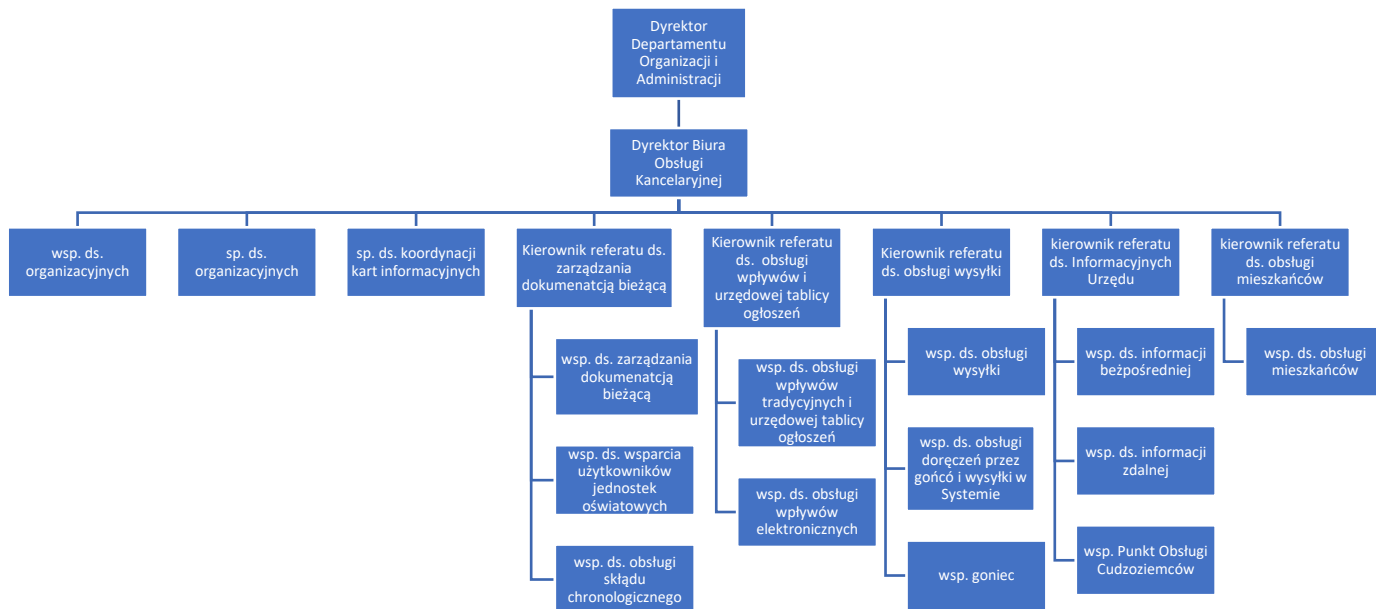 Dyrektor
Departamentu
Organizacji i
Administracji
Dyrektor Biura
Obsługi
Kancelaryjnej
wsp. ds.
organizacyjnych
sp. ds.
organizacyjnych
sp. ds. koordynacji
kart informacyjnych
Kierownik referatu ds.
zarządzania
dokumenatcją bieżącą
Kierownik referatu
ds. obsługi
wpływów i
urzędowej tablicy
ogłoszeń
Kierownik referatu
ds. obsługi wysyłki
kierownik referatu
ds. Informacyjnych
Urzędu
kierownik referatu
ds. obsługi
mieszkańców
wsp. ds. zarządzania
dokumenatcją
bieżącą
wsp. ds. wsparcia
użytkowników
jednostek
oświatowych
wsp. ds. obsługi
skłądu
chronologicznego
wsp. ds. obsługi
wpływów
tradycyjnych i
urzędowej tablicy
ogłoszeń
wsp. ds. obsługi
wpływów
elektronicznych
wsp. ds. obsługi
wysyłki
wsp. ds. obsługi
doręczeń przez
gońcó i wysyłki w
Systemie
wsp. goniec
wsp. ds. informacji
beżpośredniej
wsp. ds. informacji
zdalnej
wsp. Punkt Obsługi
Cudzoziemców
wsp. ds. obsługi
mieszkańców